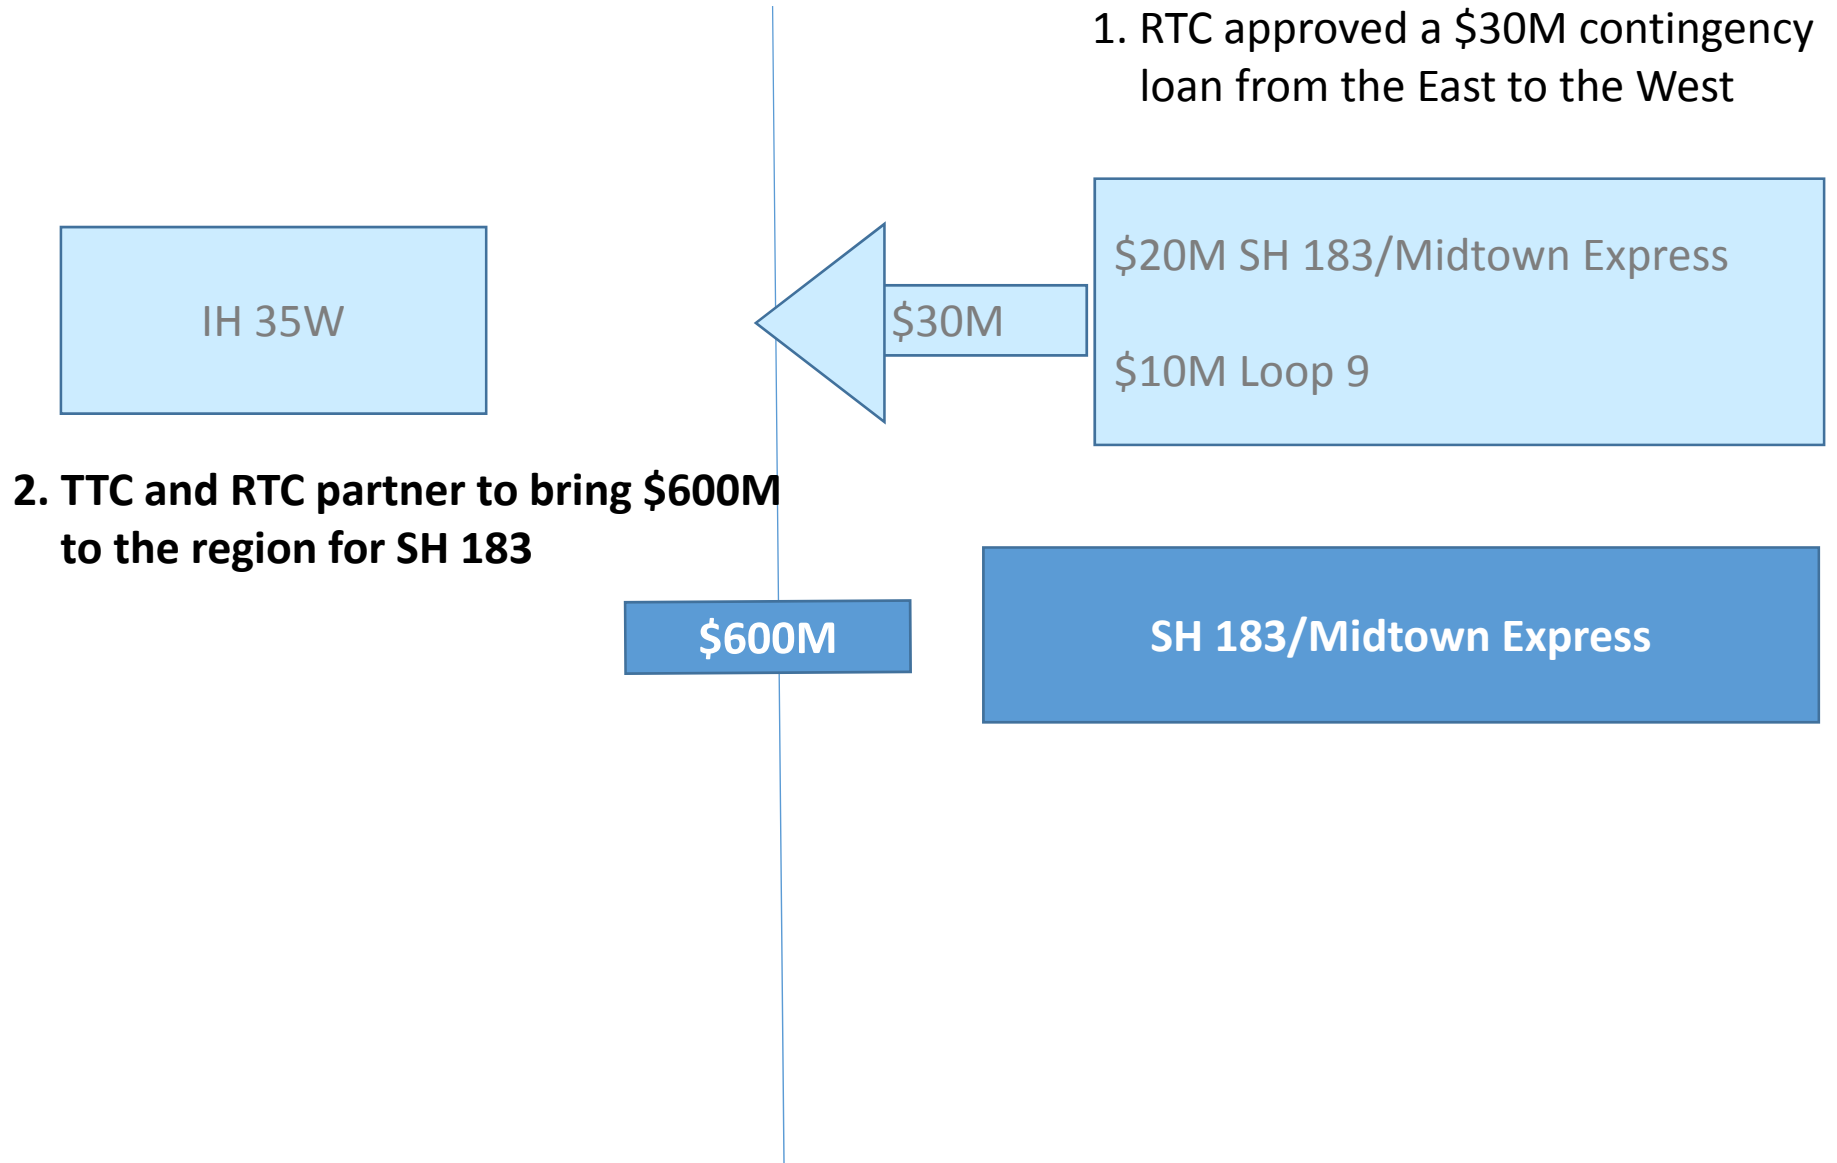 1. RTC approved a $30M contingency
loan from the East to the West
$20M SH 183/Midtown Express
IH 35W
$30M
$10M Loop 9
2. TTC and RTC partner to bring $600M
to the region for SH 183
$600M
SH 183/Midtown Express